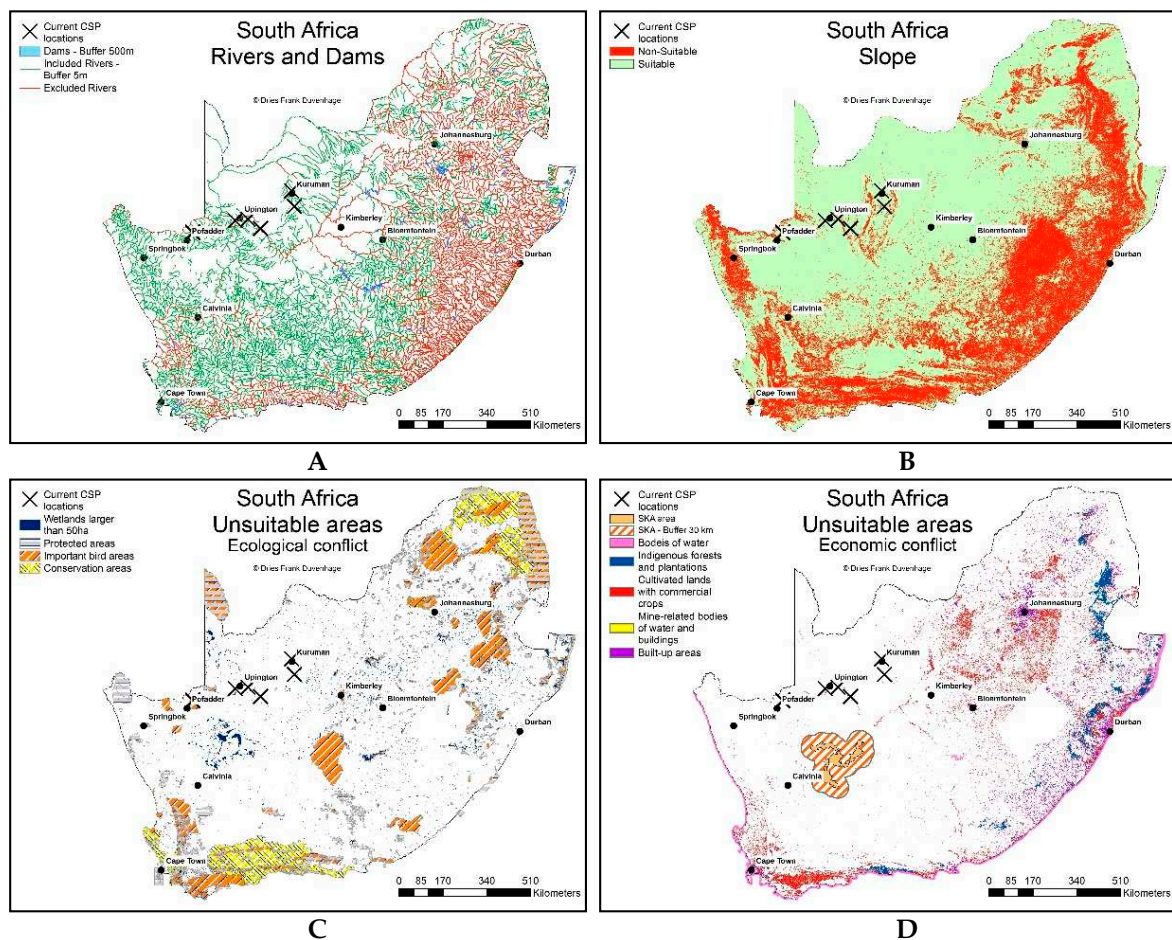 South Africa
Rivers and Dams
Current CSP
locations
Dams - Buffer 500m
Included Rivers -
Buffer 5m
Excluded Rivers
© Dries Frank Duvenhage
Johannesburg
Kuruman
Upington
Kimberley
Pofadder
Bloemfontein
Springbok
Durban
Calvinia
Cape Town
0 85 170 340 510
Kilometers
A
South Africa
Slope
Current CSP
locations
Non-Suitable
Suitable
© Dries Frank Duvenhage
Johannesburg
Kuruman
Upington
Kimberley
Pofadder
Bloemfontein
Springbok
Durban
Calvinia
Cape Town
0 85 170 340 510
Kilometers
B
South Africa
Unsuitable areas
Ecological conflict
Current CSP
locations
Wetlands larger
than 50ha
Protected areas
Important bird areas
Conservation areas
© Dries Frank Duvenhage
Johannesburg
Kuruman
Upington
Kimberley
Pofadder
Bloemfontein
Springbok
Durban
Calvinia
Cape Town
0 85 170 340 510
Kilometers
C
South Africa
Unsuitable areas
Economic conflict
Current CSP
locations
SKA area
SKA - Buffer 30 km
Bodeis of water
Indigenous forests
and plantations
Cultivated lands
with commercial
crops
Mine-related bodies
of water and
buildings
Built-up areas
© Dries Frank Duvenhage
Johannesburg
Kuruman
Upington
Kimberley
Pofadder
Bloemfontein
Springbok
Durban
Calvinia
Cape Town
0 85 170 340 510
Kilometers
D